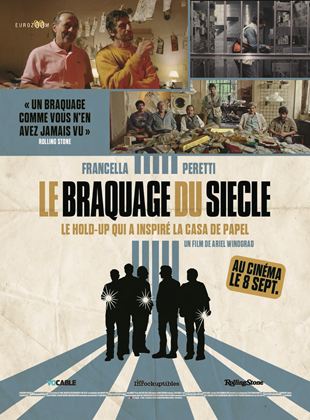 EUROZOOM
« UN BRAQUAGE
COMME VOUS N'EN
AVEZ JAMAIS VU »
ROLLING STONE
FRANCELLA PERETTI
LE BRAQUAGE DU SIECLE
LE HOLD-UP QUI A INSPIRÉ LA CASA DE PAPEL
UN FILM DE ARIEL WINOGRAD
AU CINÉMA
LE 8 SEPT.
VOCABLE
les inrockuptibles
RollingStone